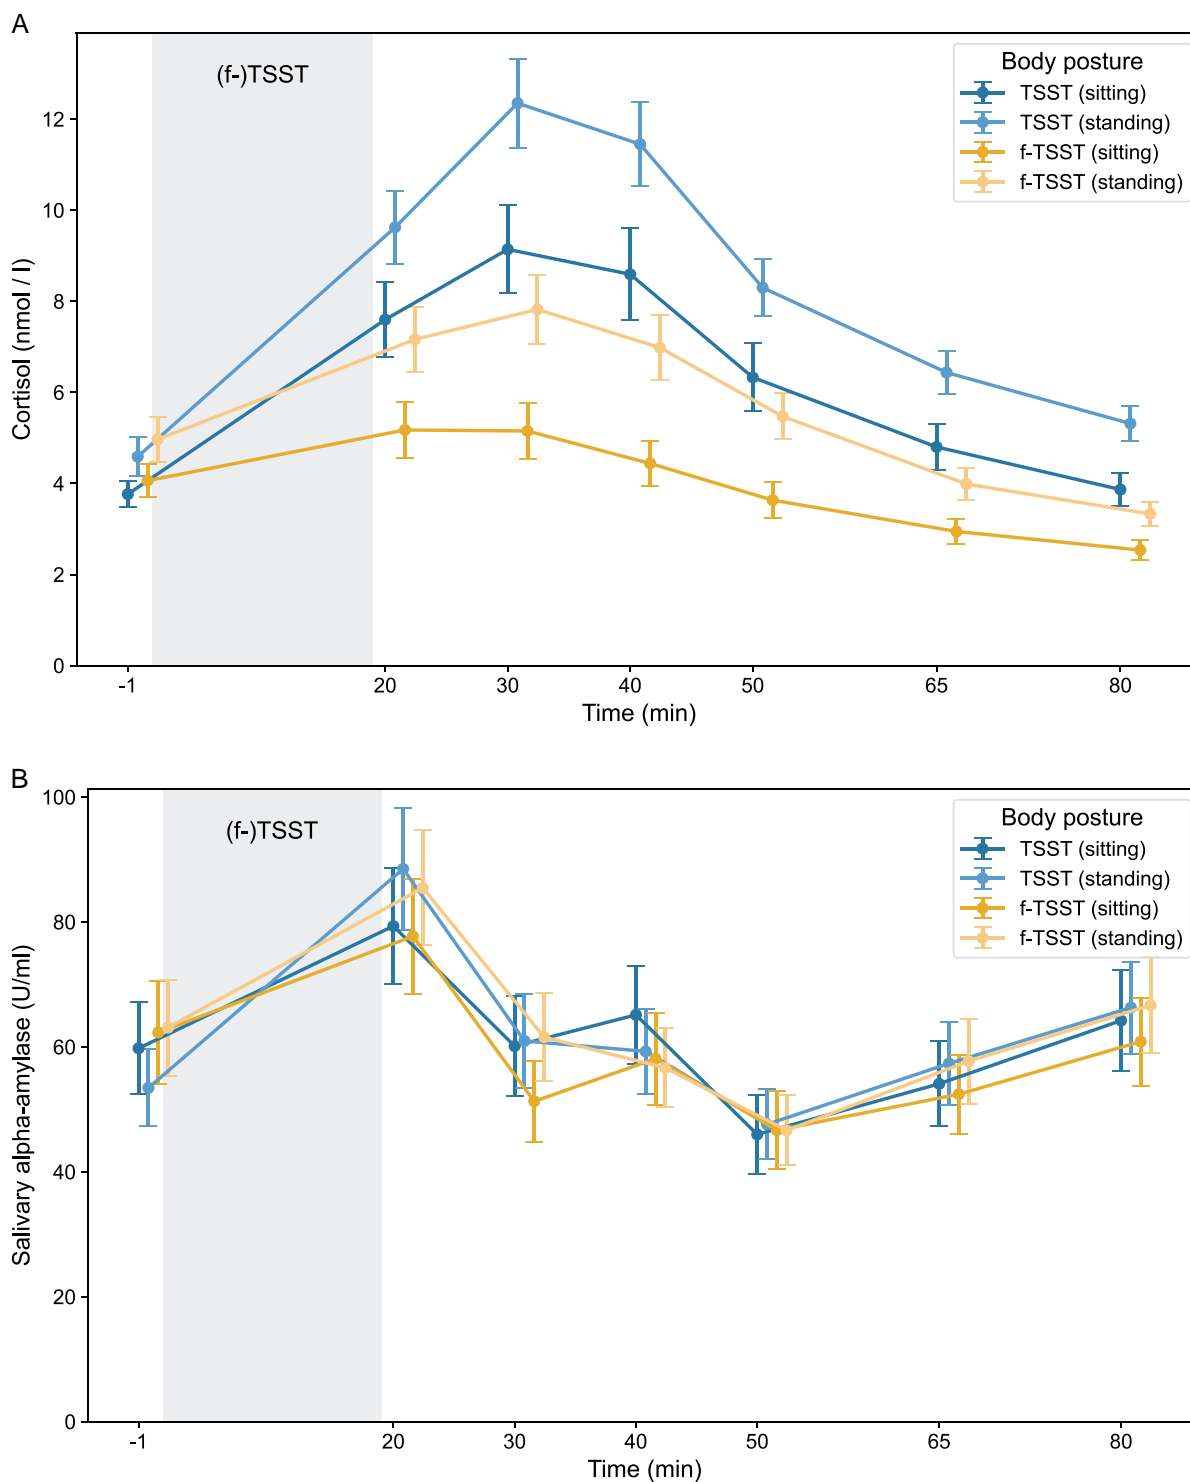 A
(f-)TSST
Body posture
TSST (sitting)
TSST (standing)
f-TSST (sitting)
f-TSST (standing)
Cortisol (nmol / l)
12
10
8
6
4
2
0
-1 20 30 40 50 65 80
Time (min)
B
(f-)TSST
Body posture
TSST (sitting)
TSST (standing)
f-TSST (sitting)
f-TSST (standing)
Salivary alpha-amylase (U/ml)
100
80
60
40
20
0
-1 20 30 40 50 65 80
Time (min)